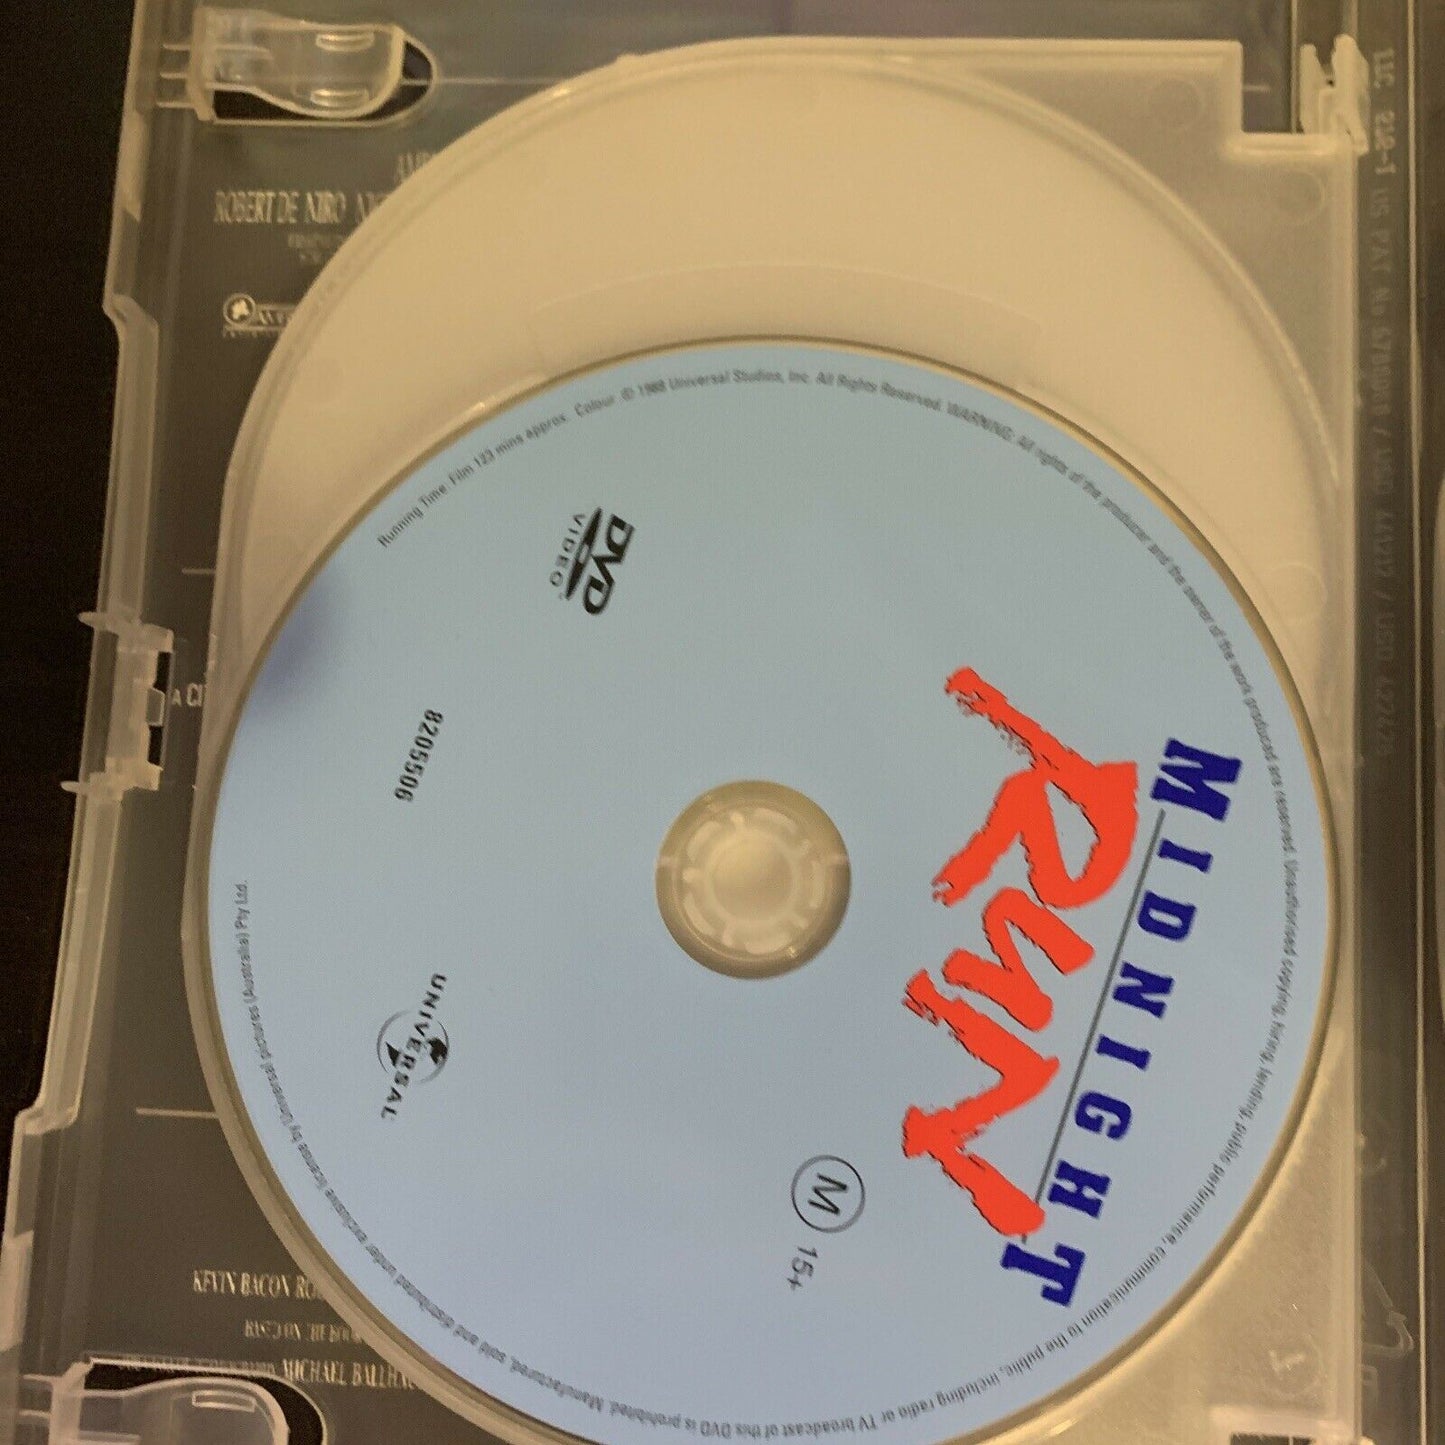 MIDNIGHT
RUN
DVD
VIDEO
8205506
UNIVERSAL
M
15+
Running Time: Film 123 mins approx. Colour. © 1988 Universal Studios, Inc. All Rights Reserved. WARNING: All rights of the producer and the owner of the work produced are reserved. Unauthorised copying, hiring, lending, public performance, communication to the public, including radio or TV broadcast of this DVD is prohibited. Manufactured, sold and distributed under exclusive license by Universal pictures (Australia) Pty Ltd.
ROBERT DE NIRO
A
KEVIN BACON
MICHAEL